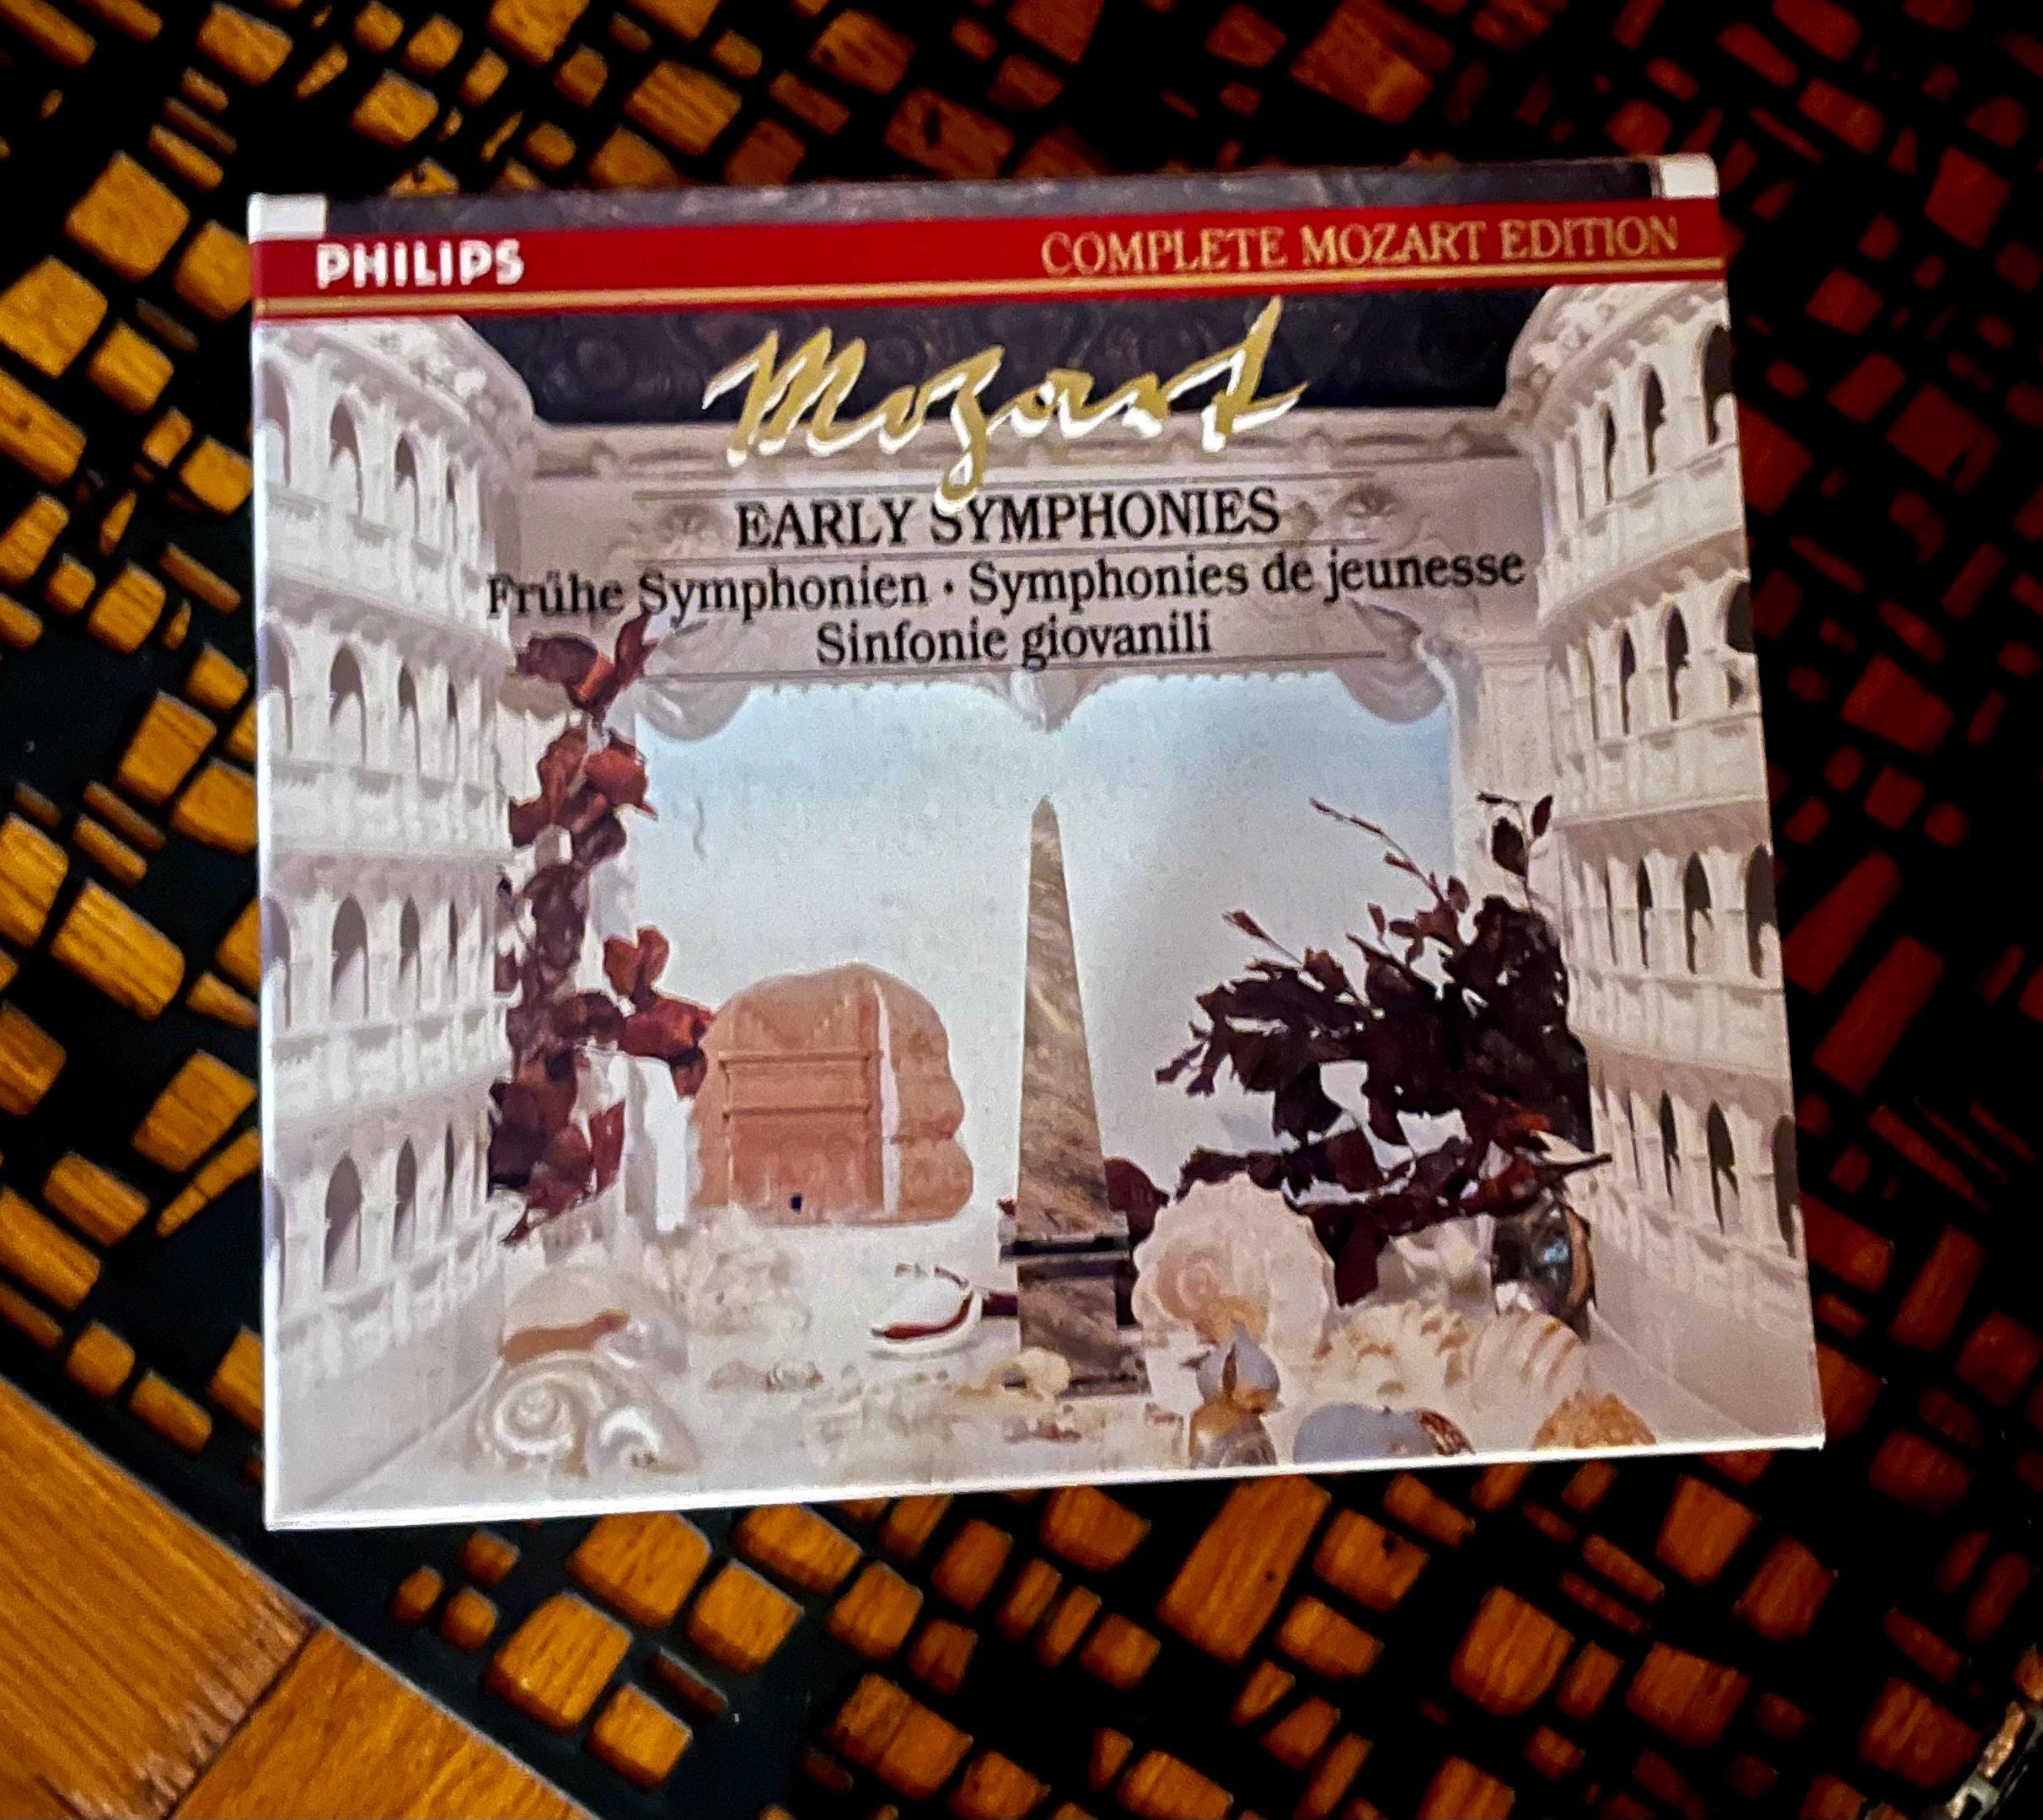 PHILIPS
COMPLETE MOZART EDITION
Mozart
EARLY SYMPHONIES
Frühe Symphonien · Symphonies de jeunesse
Sinfonie giovanili